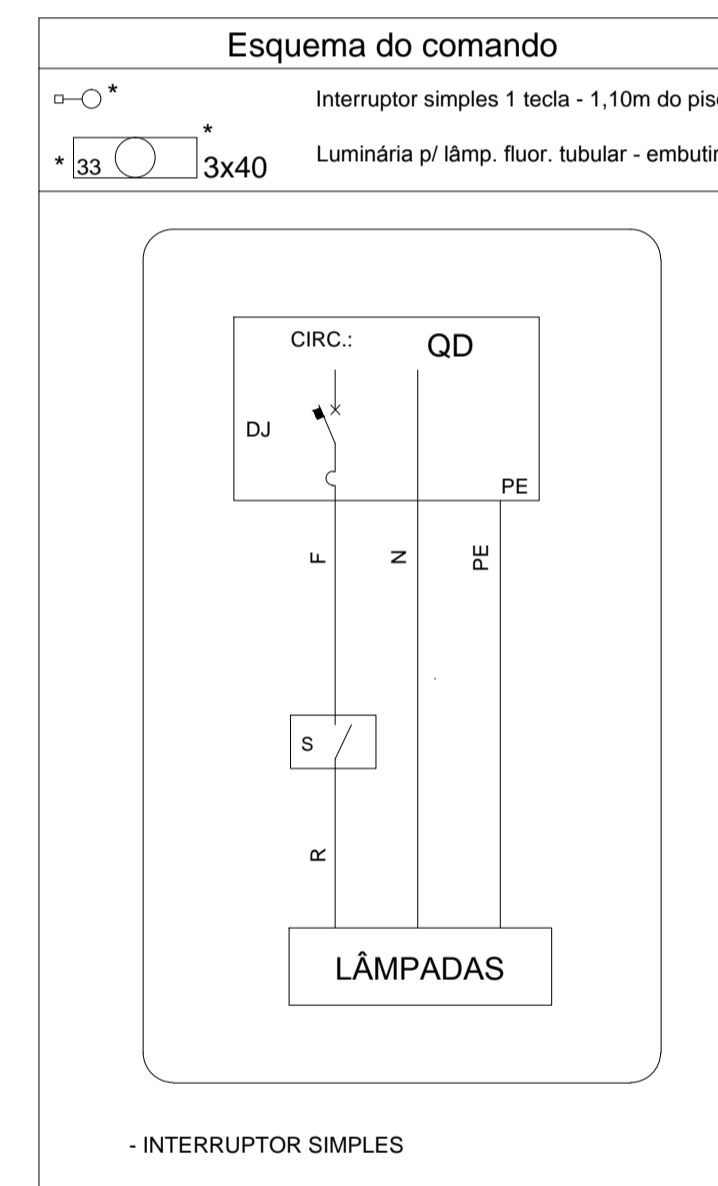 Esquema do comando
*
Interruptor simples 1 tecla - 1,10m do pis
*
* 33 3x40
Luminária p/ lâmp. fluor. tubular - embutir
CIRC.: QD
DJ
PE
F N PE
S
R
LÂMPADAS
- INTERRUPTOR SIMPLES